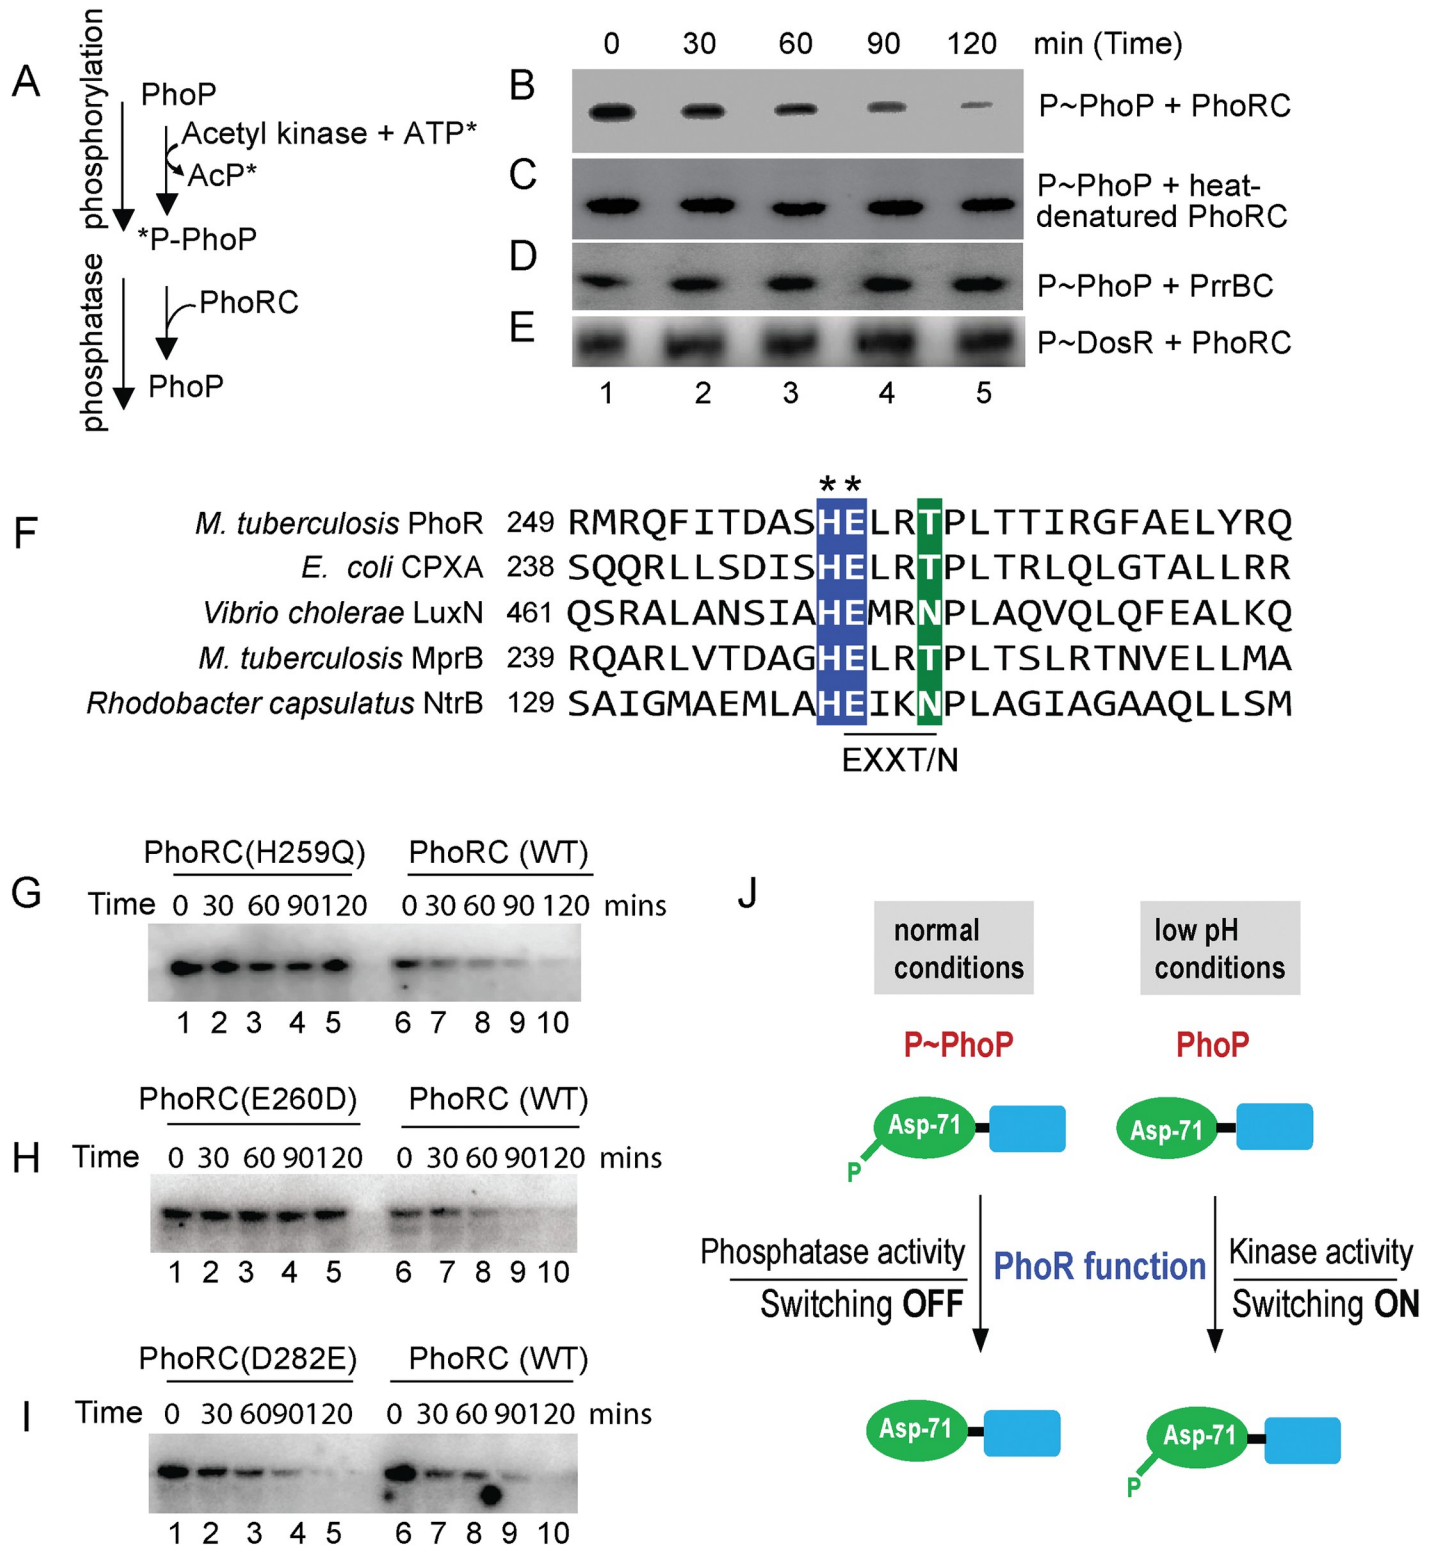 A
phosphorylation
PhoP
Acetyl kinase + ATP*
AcP*
*P-PhoP
phosphatase
PhoRC
PhoP
0 30 60 90 120 min (Time)
B
P~PhoP + PhoRC
C
P~PhoP + heat-
denatured PhoRC
D
P~PhoP + PrrBC
E
P~DosR + PhoRC
1 2 3 4 5
F
* *
M. tuberculosis PhoR 249 RMRQFITDASHELRTPLTTIRGFAELYRQ
E. coli CPXA 238 SQQRLLSDISHELRTPLTRLQLGTALLRR
Vibrio cholerae LuxN 461 QSRALANSIAHEMRNPLAQVQLQFEALKQ
M. tuberculosis MprB 239 RQARLVTDAGHELRTPLTSLRTNVELLMA
Rhodobacter capsulatus NtrB 129 SAIGMAEMLAHEIKNPLAGIAGAAQLLSM
EXXT/N
G
PhoRC(H259Q) PhoRC (WT)
Time 0 30 60 90 120 0 30 60 90 120 mins
1 2 3 4 5 6 7 8 9 10
H
PhoRC(E260D) PhoRC (WT)
Time 0 30 60 90 120 0 30 60 90 120 mins
1 2 3 4 5 6 7 8 9 10
I
PhoRC(D282E) PhoRC (WT)
Time 0 30 60 90 120 0 30 60 90 120 mins
1 2 3 4 5 6 7 8 9 10
J
normal
conditions
low pH
conditions
P~PhoP
PhoP
Asp-71
P
Asp-71
Phosphatase activity
Switching OFF
PhoR function
Kinase activity
Switching ON
Asp-71
Asp-71
P